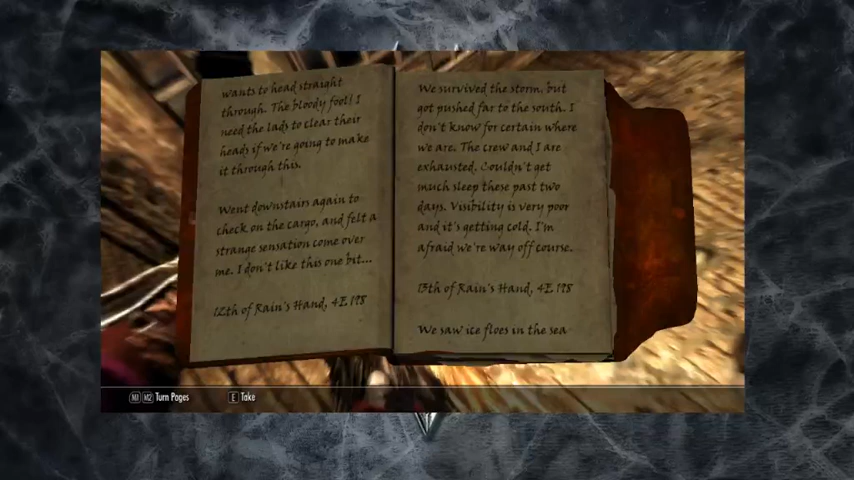 wants to head straight
through. The bloody fool! I
need the lads to clear their
heads if we're going to make
it through this.
Went downstairs again to
check on the cargo, and felt a
strange sensation come over
me. I don't like this one bit...
12th of Rain's Hand, 4E 198
We survived the storm, but
got pushed far to the south. I
don't know for certain where
we are. The crew and I are
exhausted. Couldn't get
much sleep these past two
days. Visibility is very poor
and it's getting cold. I'm
afraid we're way off course.
13th of Rain's Hand, 4E 198
We saw ice floes in the sea
M1 M2 Turn Pages
E Take